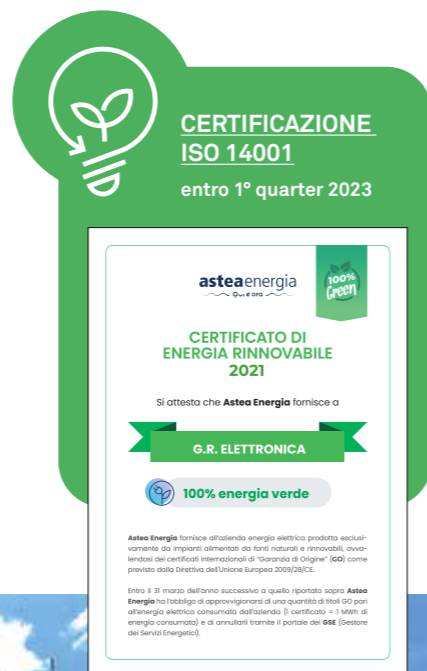 CERTIFICAZIONE
ISO 14001
entro 1° quarter 2023
asteaenergia
Qui e ora
100%
Green
CERTIFICATO DI
ENERGIA RINNOVABILE
2021
Si attesta che Astea Energia fornisce a
G.R. ELETTRONICA
100% energia verde
Astea Energia fornisce all'azienda energia elettrica prodotta esclusi-
vamente da impianti alimentati da fonti naturali e rinnovabili, avva-
lendosi dei certificati internazionali di "Garanzia di Origine" (GO) come
previsto dalla Direttiva dell'Unione Europea 2009/28/CE.
Entro il 31 marzo dell'anno successivo a quello riportato sopra Astea
Energia ha l'obbligo di approvvigionarsi di una quantità di titoli GO pari
all'energia elettrica consumata dall'azienda (1 certificato = 1 MWh di
energia consumata) e di annullarli tramite il portale del GSE (Gestore
dei Servizi Energetici).